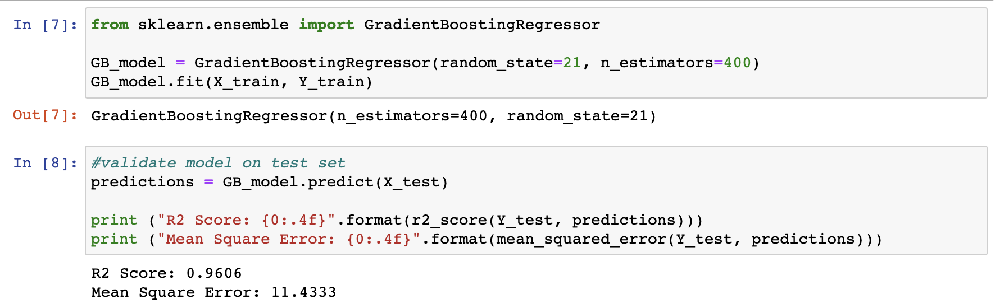 In [7]: from sklearn.ensemble import GradientBoostingRegressor
GB_model = GradientBoostingRegressor(random_state=21, n_estimators=400)
GB_model.fit(X_train, Y_train)
Out[7]: GradientBoostingRegressor(n_estimators=400, random_state=21)
In [8]: #validate model on test set
predictions = GB_model.predict(X_test)
print ("R2 Score: {0:.4f}".format(r2_score(Y_test, predictions)))
print ("Mean Square Error: {0:.4f}".format(mean_squared_error(Y_test, predictions)))
R2 Score: 0.9606
Mean Square Error: 11.4333